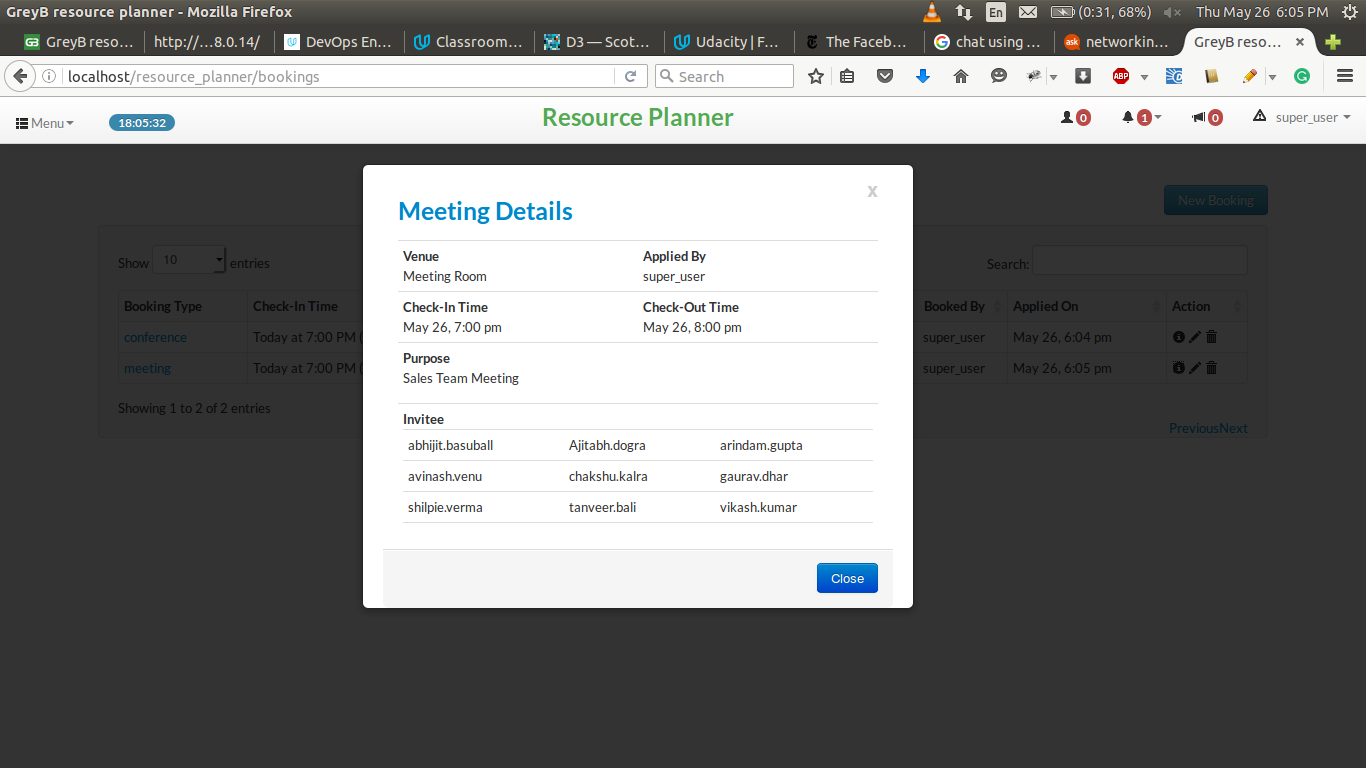 GreyB resource planner - Mozilla Firefox
En (0:31, 68%) Thu May 26 6:05 PM
GreyB reso... http://...8.0.14/ DevOps En... Classroom... D3 — Scot... Udacity | F... The Faceb... chat using ... networkin... GreyB reso... ×
localhost/resource_planner/bookings Search ABP
Menu 18:05:32 Resource Planner 0 1 0 super_user
x
Meeting Details
New Booking
Venue Applied By
Meeting Room super_user
Check-In Time Check-Out Time
May 26, 7:00 pm May 26, 8:00 pm
Purpose
Sales Team Meeting
Invitee
abhijit.basuball Ajitabh.dogra arindam.gupta
avinash.venu chakshu.kalra gaurav.dhar
shilpie.verma tanveer.bali vikash.kumar
Close
Show 10 entries Search:
Booking Type Check-In Time Booked By Applied On Action
conference Today at 7:00 PM ( super_user May 26, 6:04 pm
meeting Today at 7:00 PM ( super_user May 26, 6:05 pm
Showing 1 to 2 of 2 entries
PreviousNext